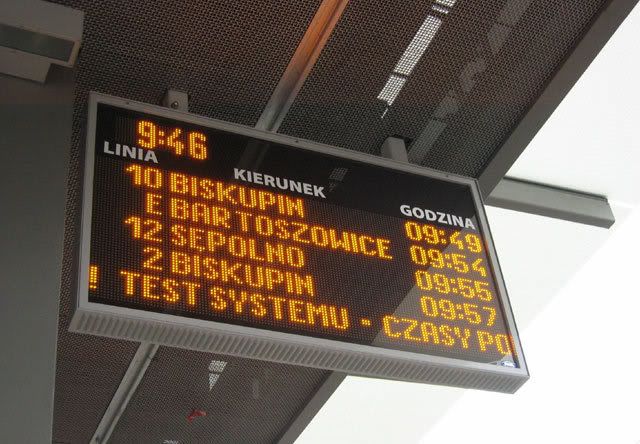 9:46
LINIA KIERUNEK GODZINA
10 BISKUPIN 09:49
E BARTOSZOWICE 09:54
12 SĘPOLNO 09:55
2 BISKUPIN 09:57
! TEST SYSTEMU - CZASY PO